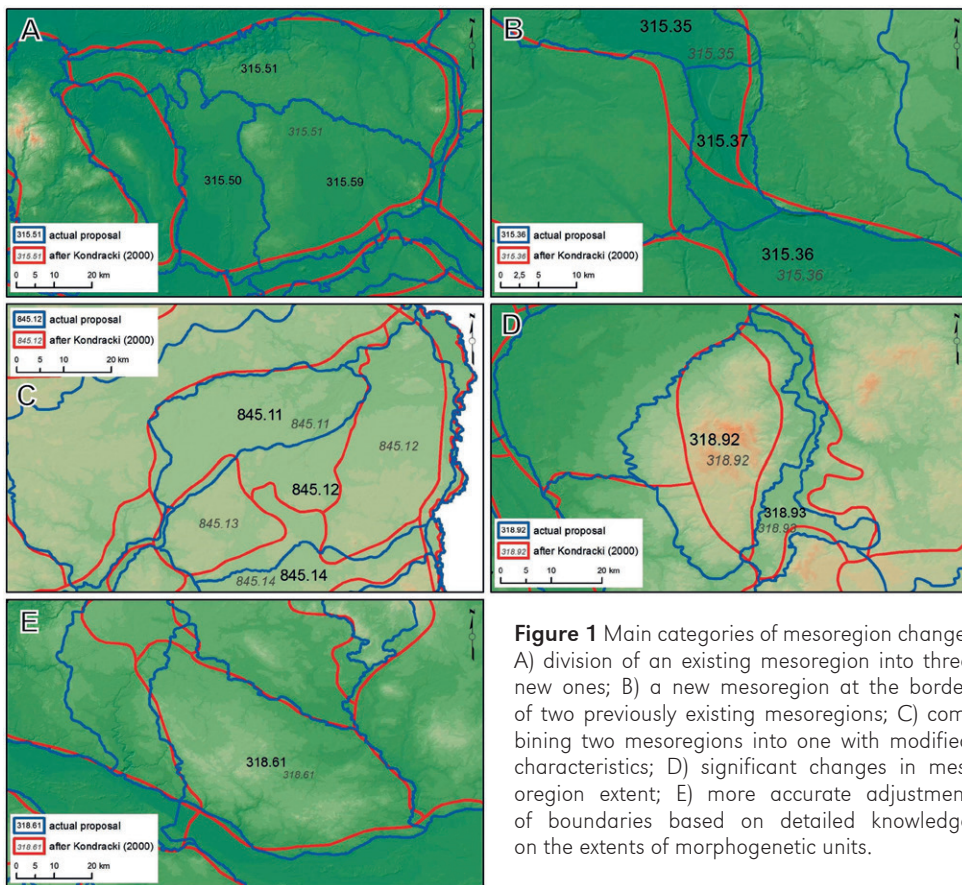 A
315.51
315.51
315.50
315.59
N
315.51 actual proposal
315.51 after Kondracki (2000)
0 5 10 20 km
B
315.35
315.35
315.37
315.36
315.36
N
315.36 actual proposal
315.36 after Kondracki (2000)
0 2,5 5 10 km
845.12 actual proposal
845.12 after Kondracki (2000)
0 5 10 20 km
N
C
845.11
845.11
845.12
845.12
845.13
845.14
845.14
D
N
318.92
318.92
318.93
318.93
318.92 actual proposal
318.92 after Kondracki (2000)
0 5 10 20 km
E
N
318.61
318.61
318.61 actual proposal
318.61 after Kondracki (2000)
0 5 10 20 km
Figure 1 Main categories of mesoregion change
A) division of an existing mesoregion into three
new ones; B) a new mesoregion at the borde
of two previously existing mesoregions; C) com-
bining two mesoregions into one with modified
characteristics; D) significant changes in mes
oregion extent; E) more accurate adjustmen
of boundaries based on detailed knowledg
on the extents of morphogenetic units.